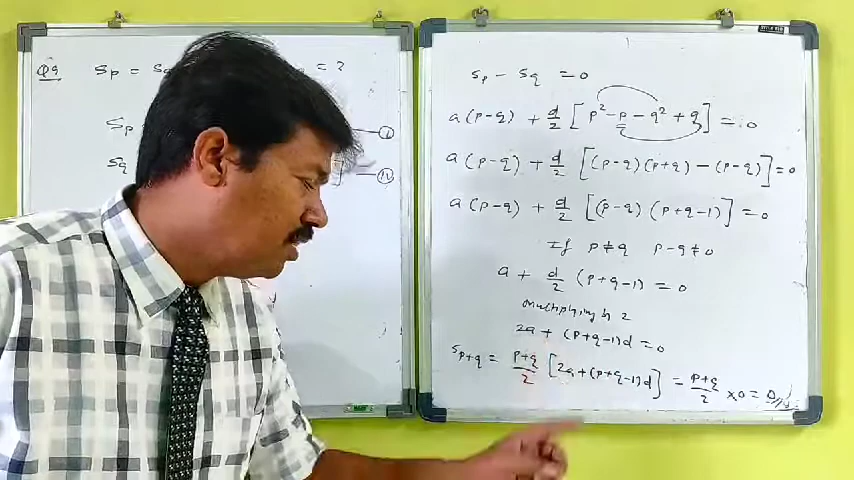 Q9 Sp = S = ?
Sp (I)
Sq (II)
Sp - Sq = 0
a(p-q) + d/2 [p² - p - q² + q] = 0
a(p-q) + d/2 [(p-q)(p+q) - (p-q)] = 0
a(p-q) + d/2 [(p-q)(p+q-1)] = 0
If p≠q p-q≠0
a + d/2 (p+q-1) = 0
Multiplying by 2
2a + (p+q-1)d = 0
Sp+q = p+q/2 [2a+(p+q-1)d] = p+q/2 ×0 = 0//